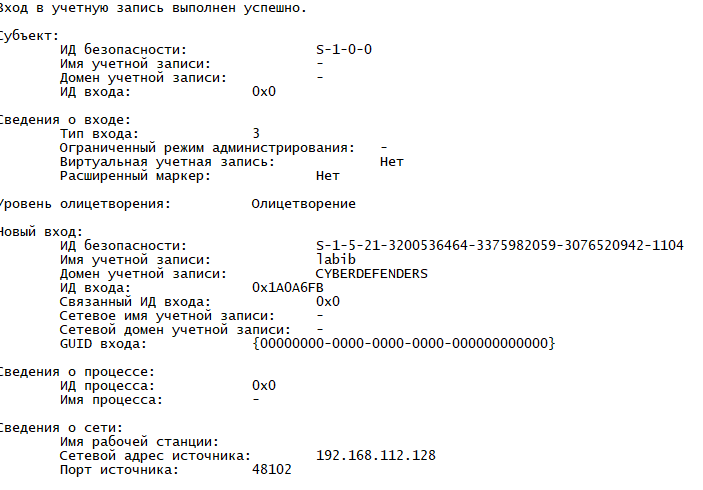 Вход в учетную запись выполнен успешно.
Субъект:
ИД безопасности: S-1-0-0
Имя учетной записи: -
Домен учетной записи: -
ИД входа: 0x0
Сведения о входе:
Тип входа: 3
Ограниченный режим администрирования: -
Виртуальная учетная запись: Нет
Расширенный маркер: Нет
Уровень олицетворения: Олицетворение
Новый вход:
ИД безопасности: S-1-5-21-3200536464-3375982059-3076520942-1104
Имя учетной записи: labib
Домен учетной записи: CYBERDEFENDERS
ИД входа: 0x1A0A6FB
Связанный ИД входа: 0x0
Сетевое имя учетной записи: -
Сетевой домен учетной записи: -
GUID входа: {00000000-0000-0000-0000-000000000000}
Сведения о процессе:
ИД процесса: 0x0
Имя процесса: -
Сведения о сети:
Имя рабочей станции:
Сетевой адрес источника: 192.168.112.128
Порт источника: 48102